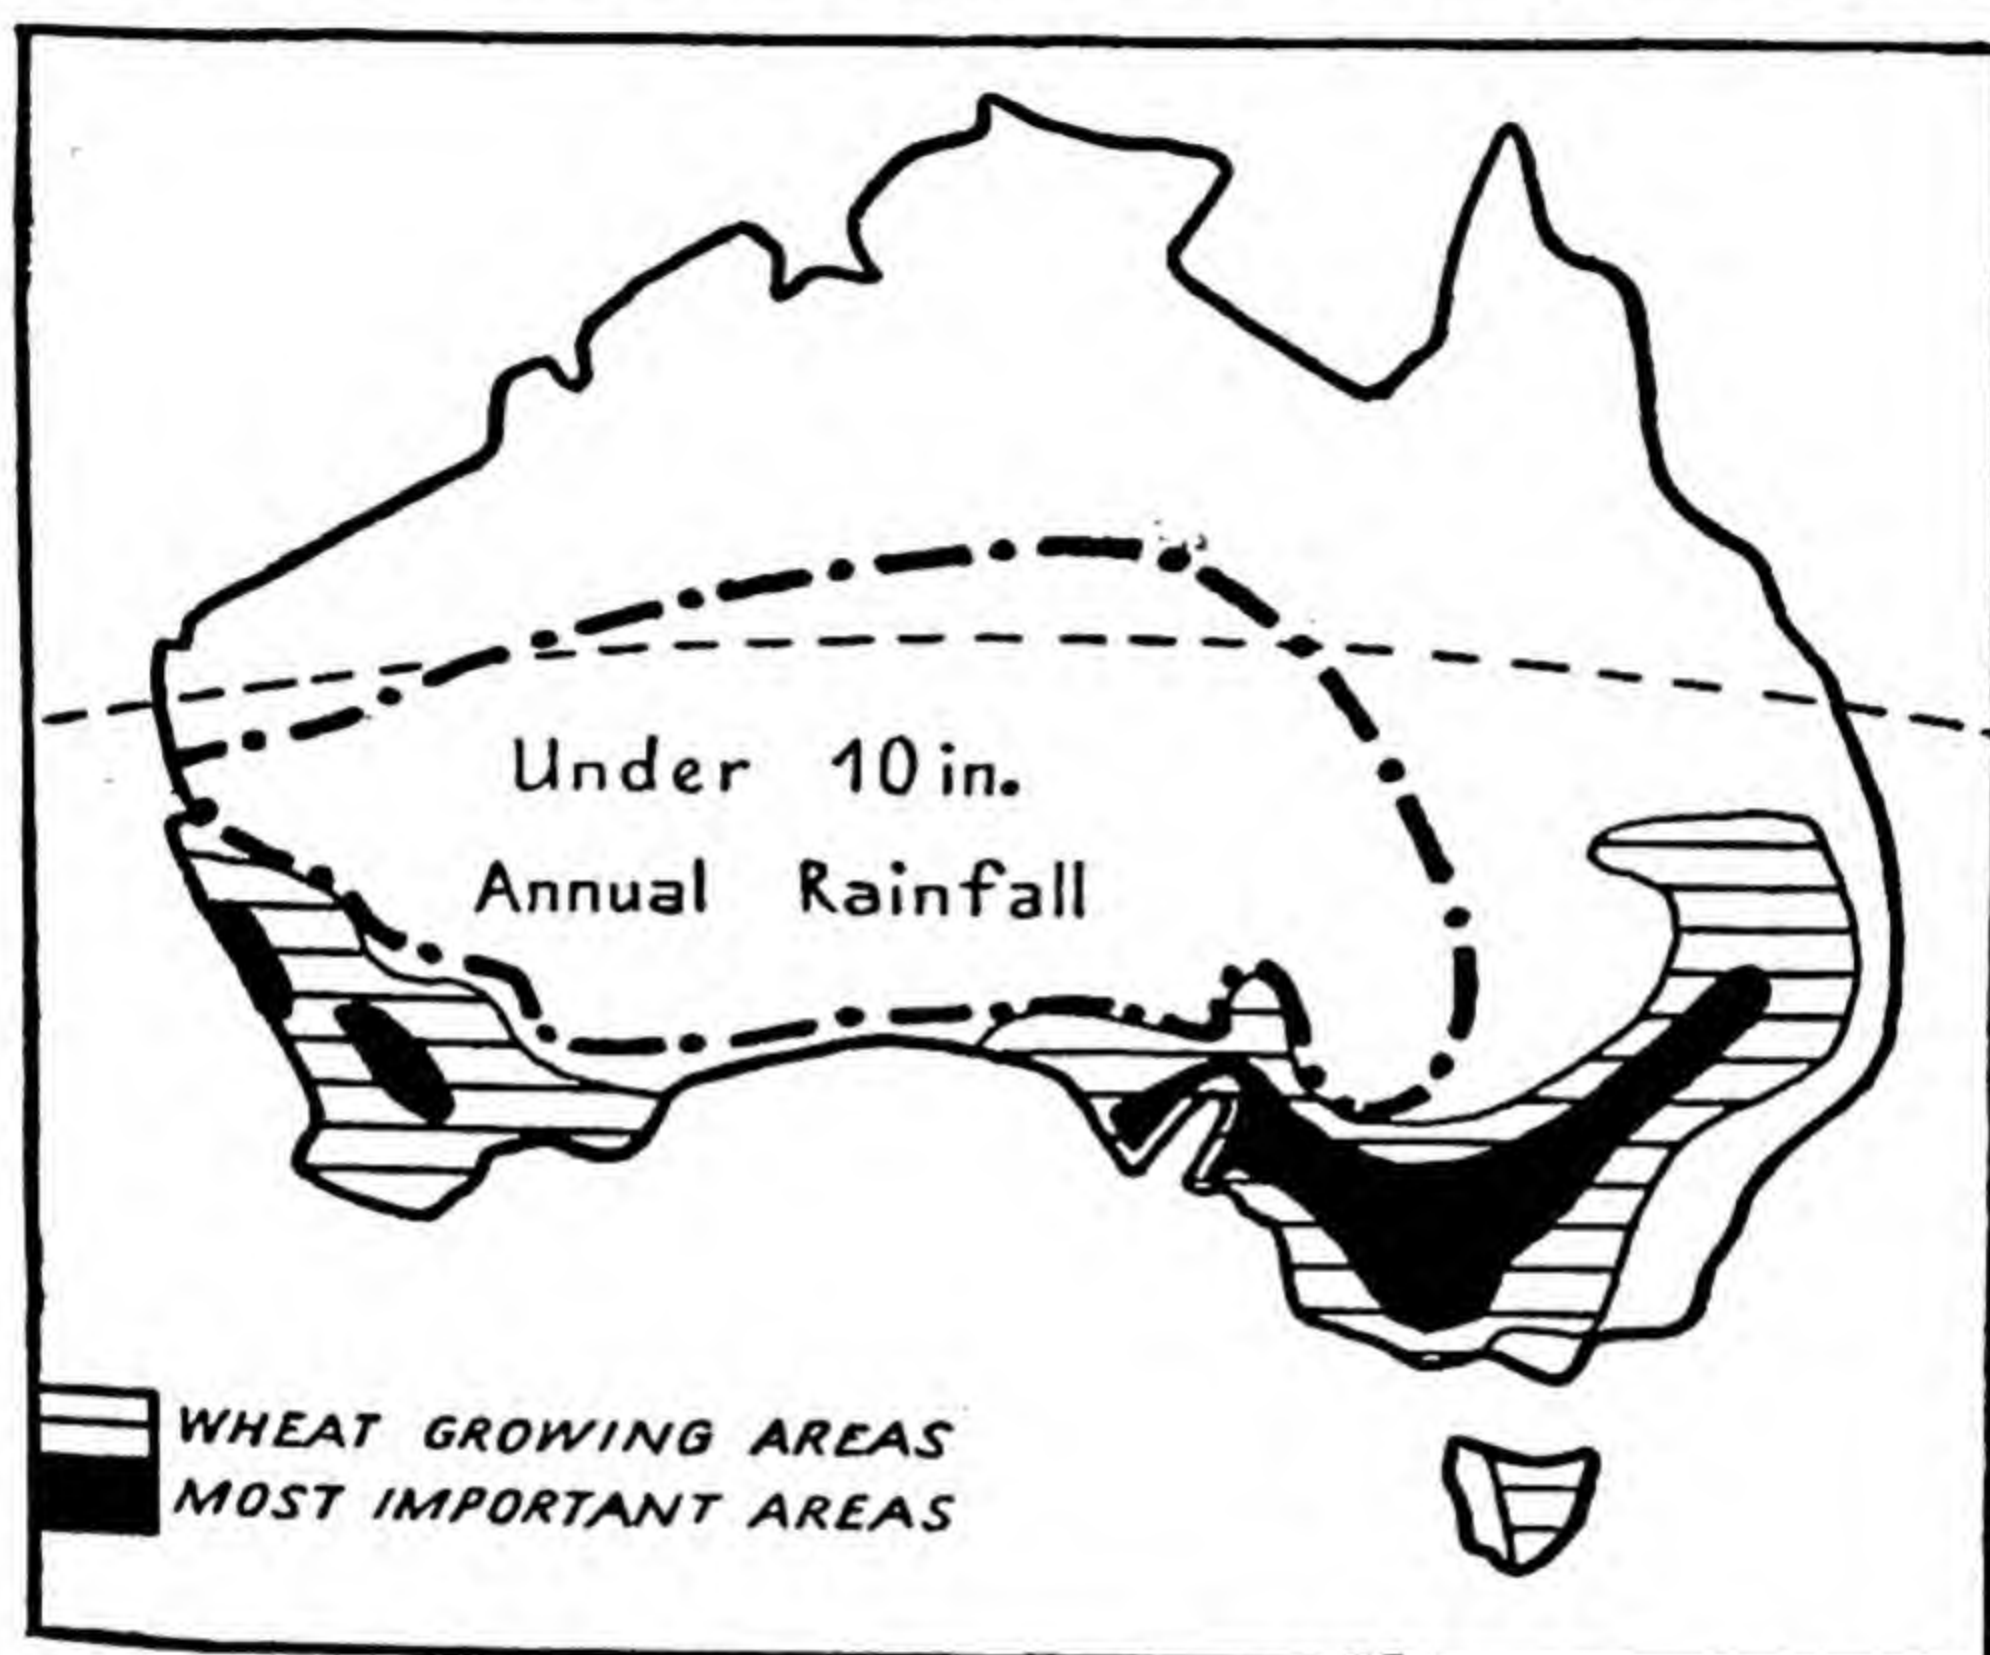 Under 10 in.
Annual Rainfall
WHEAT GROWING AREAS
MOST IMPORTANT AREAS